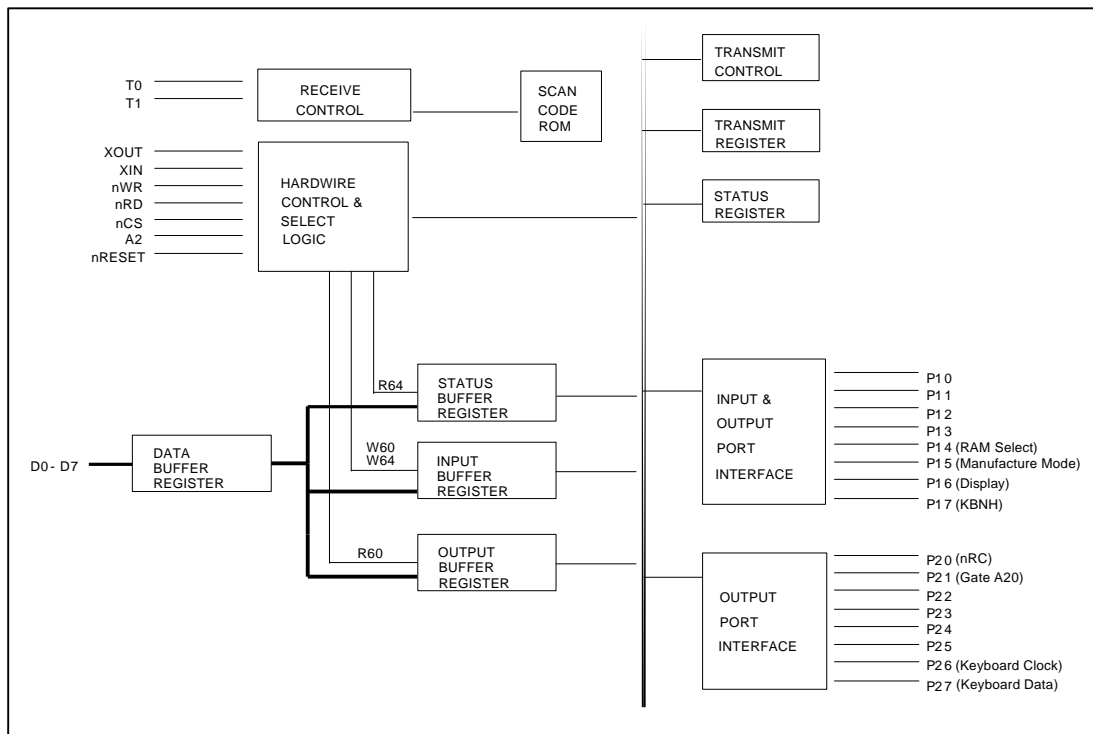 T0
T1
RECEIVE
CONTROL
SCAN
CODE
ROM
TRANSMIT
CONTROL
TRANSMIT
REGISTER
STATUS
REGISTER
XOUT
XIN
nWR
nRD
nCS
A2
nRESET
HARDWIRE
CONTROL &
SELECT
LOGIC
R64
STATUS
BUFFER
REGISTER
D0- D7
DATA
BUFFER
REGISTER
W60
W64
INPUT
BUFFER
REGISTER
R60
OUTPUT
BUFFER
REGISTER
INPUT &
OUTPUT
PORT
INTERFACE
P10
P11
P12
P13
P14 (RAM Select)
P15 (Manufacture Mode)
P16 (Display)
P17 (KBNH)
OUTPUT
PORT
INTERFACE
P20 (nRC)
P21 (Gate A20)
P22
P23
P24
P25
P26 (Keyboard Clock)
P27 (Keyboard Data)